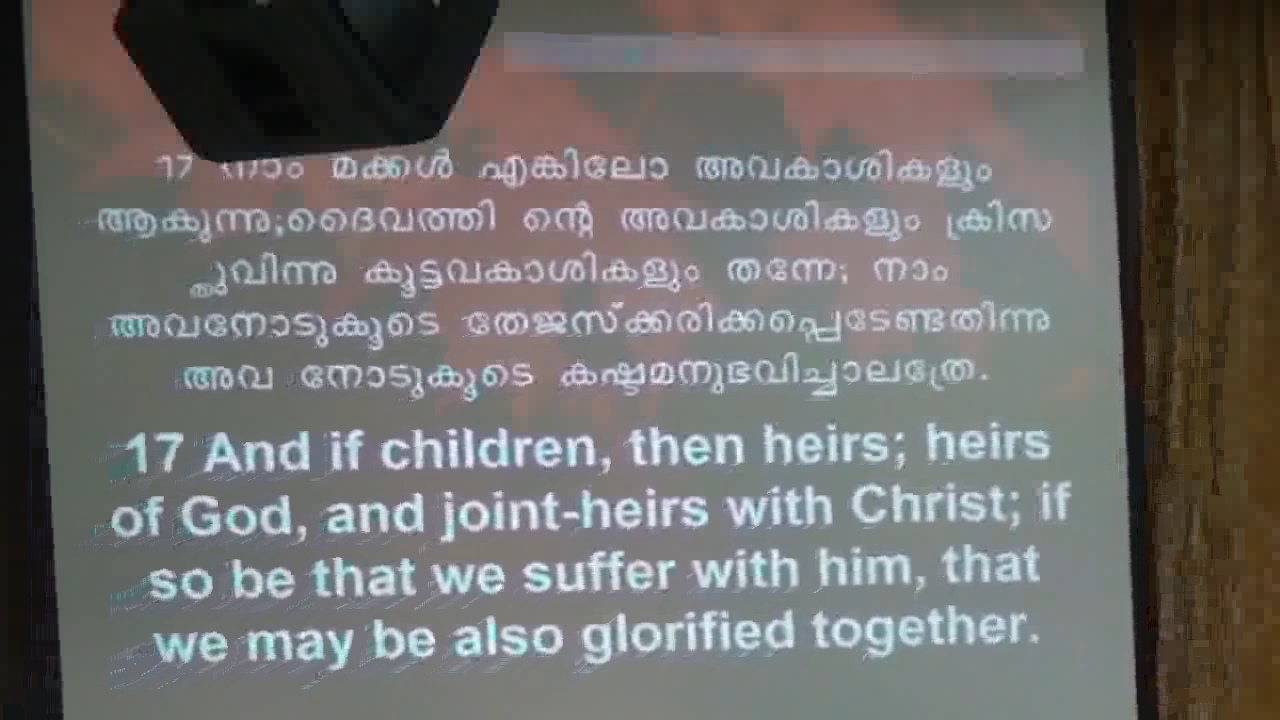 17 നാം മക്കൾ എങ്കിലോ അവകാശികളും
ആകുന്നു;ദൈവത്തി ന്റെ അവകാശികളും ക്രിസ
്തുവിന്നു കൂട്ടവകാശികളും തന്നേ; നാം
അവനോടുകൂടെ തേജസ്ക്കരിക്കപ്പെടേണ്ടതിന്നു
അവ നോടുകൂടെ കഷ്ടമനുഭവിച്ചാലത്രേ.
17 And if children, then heirs; heirs
of God, and joint-heirs with Christ; if
so be that we suffer with him, that
we may be also glorified together.